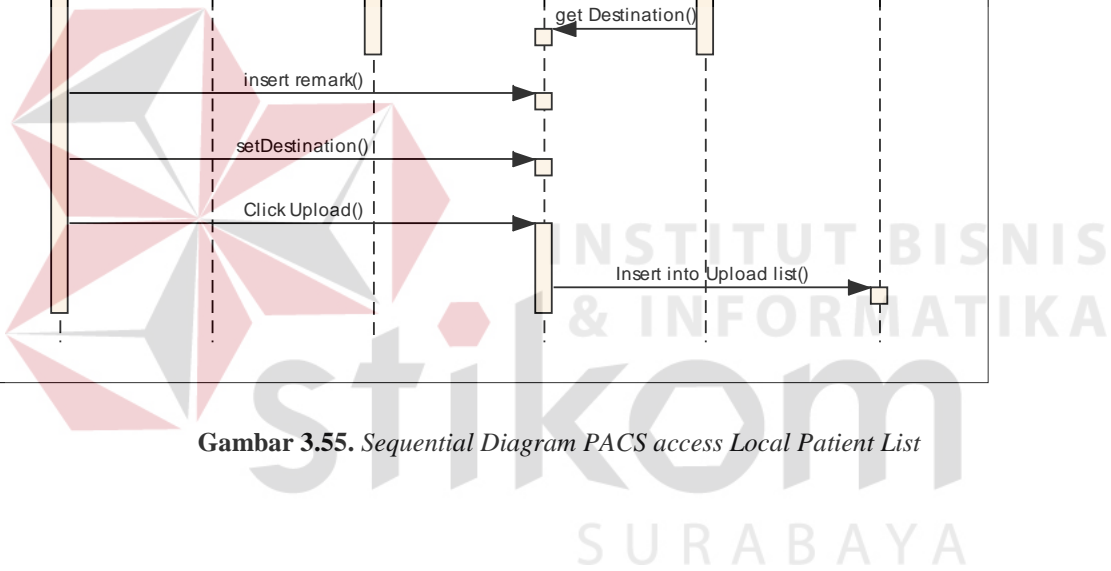 get Destination()
insert remark()
setDestination()
Click Upload()
Insert into Upload list()
INSTITUT BISNIS
& INFORMATIKA
stikom
SURABAYA
Gambar 3.55. Sequential Diagram PACS access Local Patient List